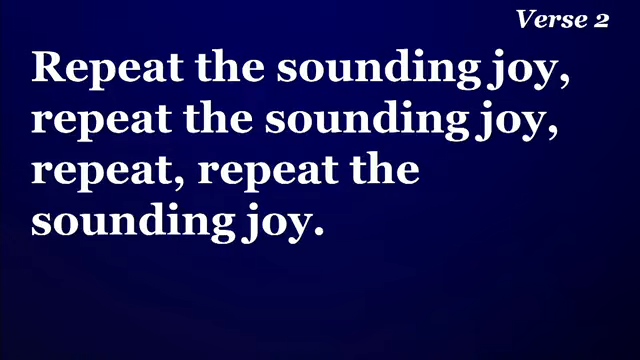 Verse 2
Repeat the sounding joy,
repeat the sounding joy,
repeat, repeat the
sounding joy.